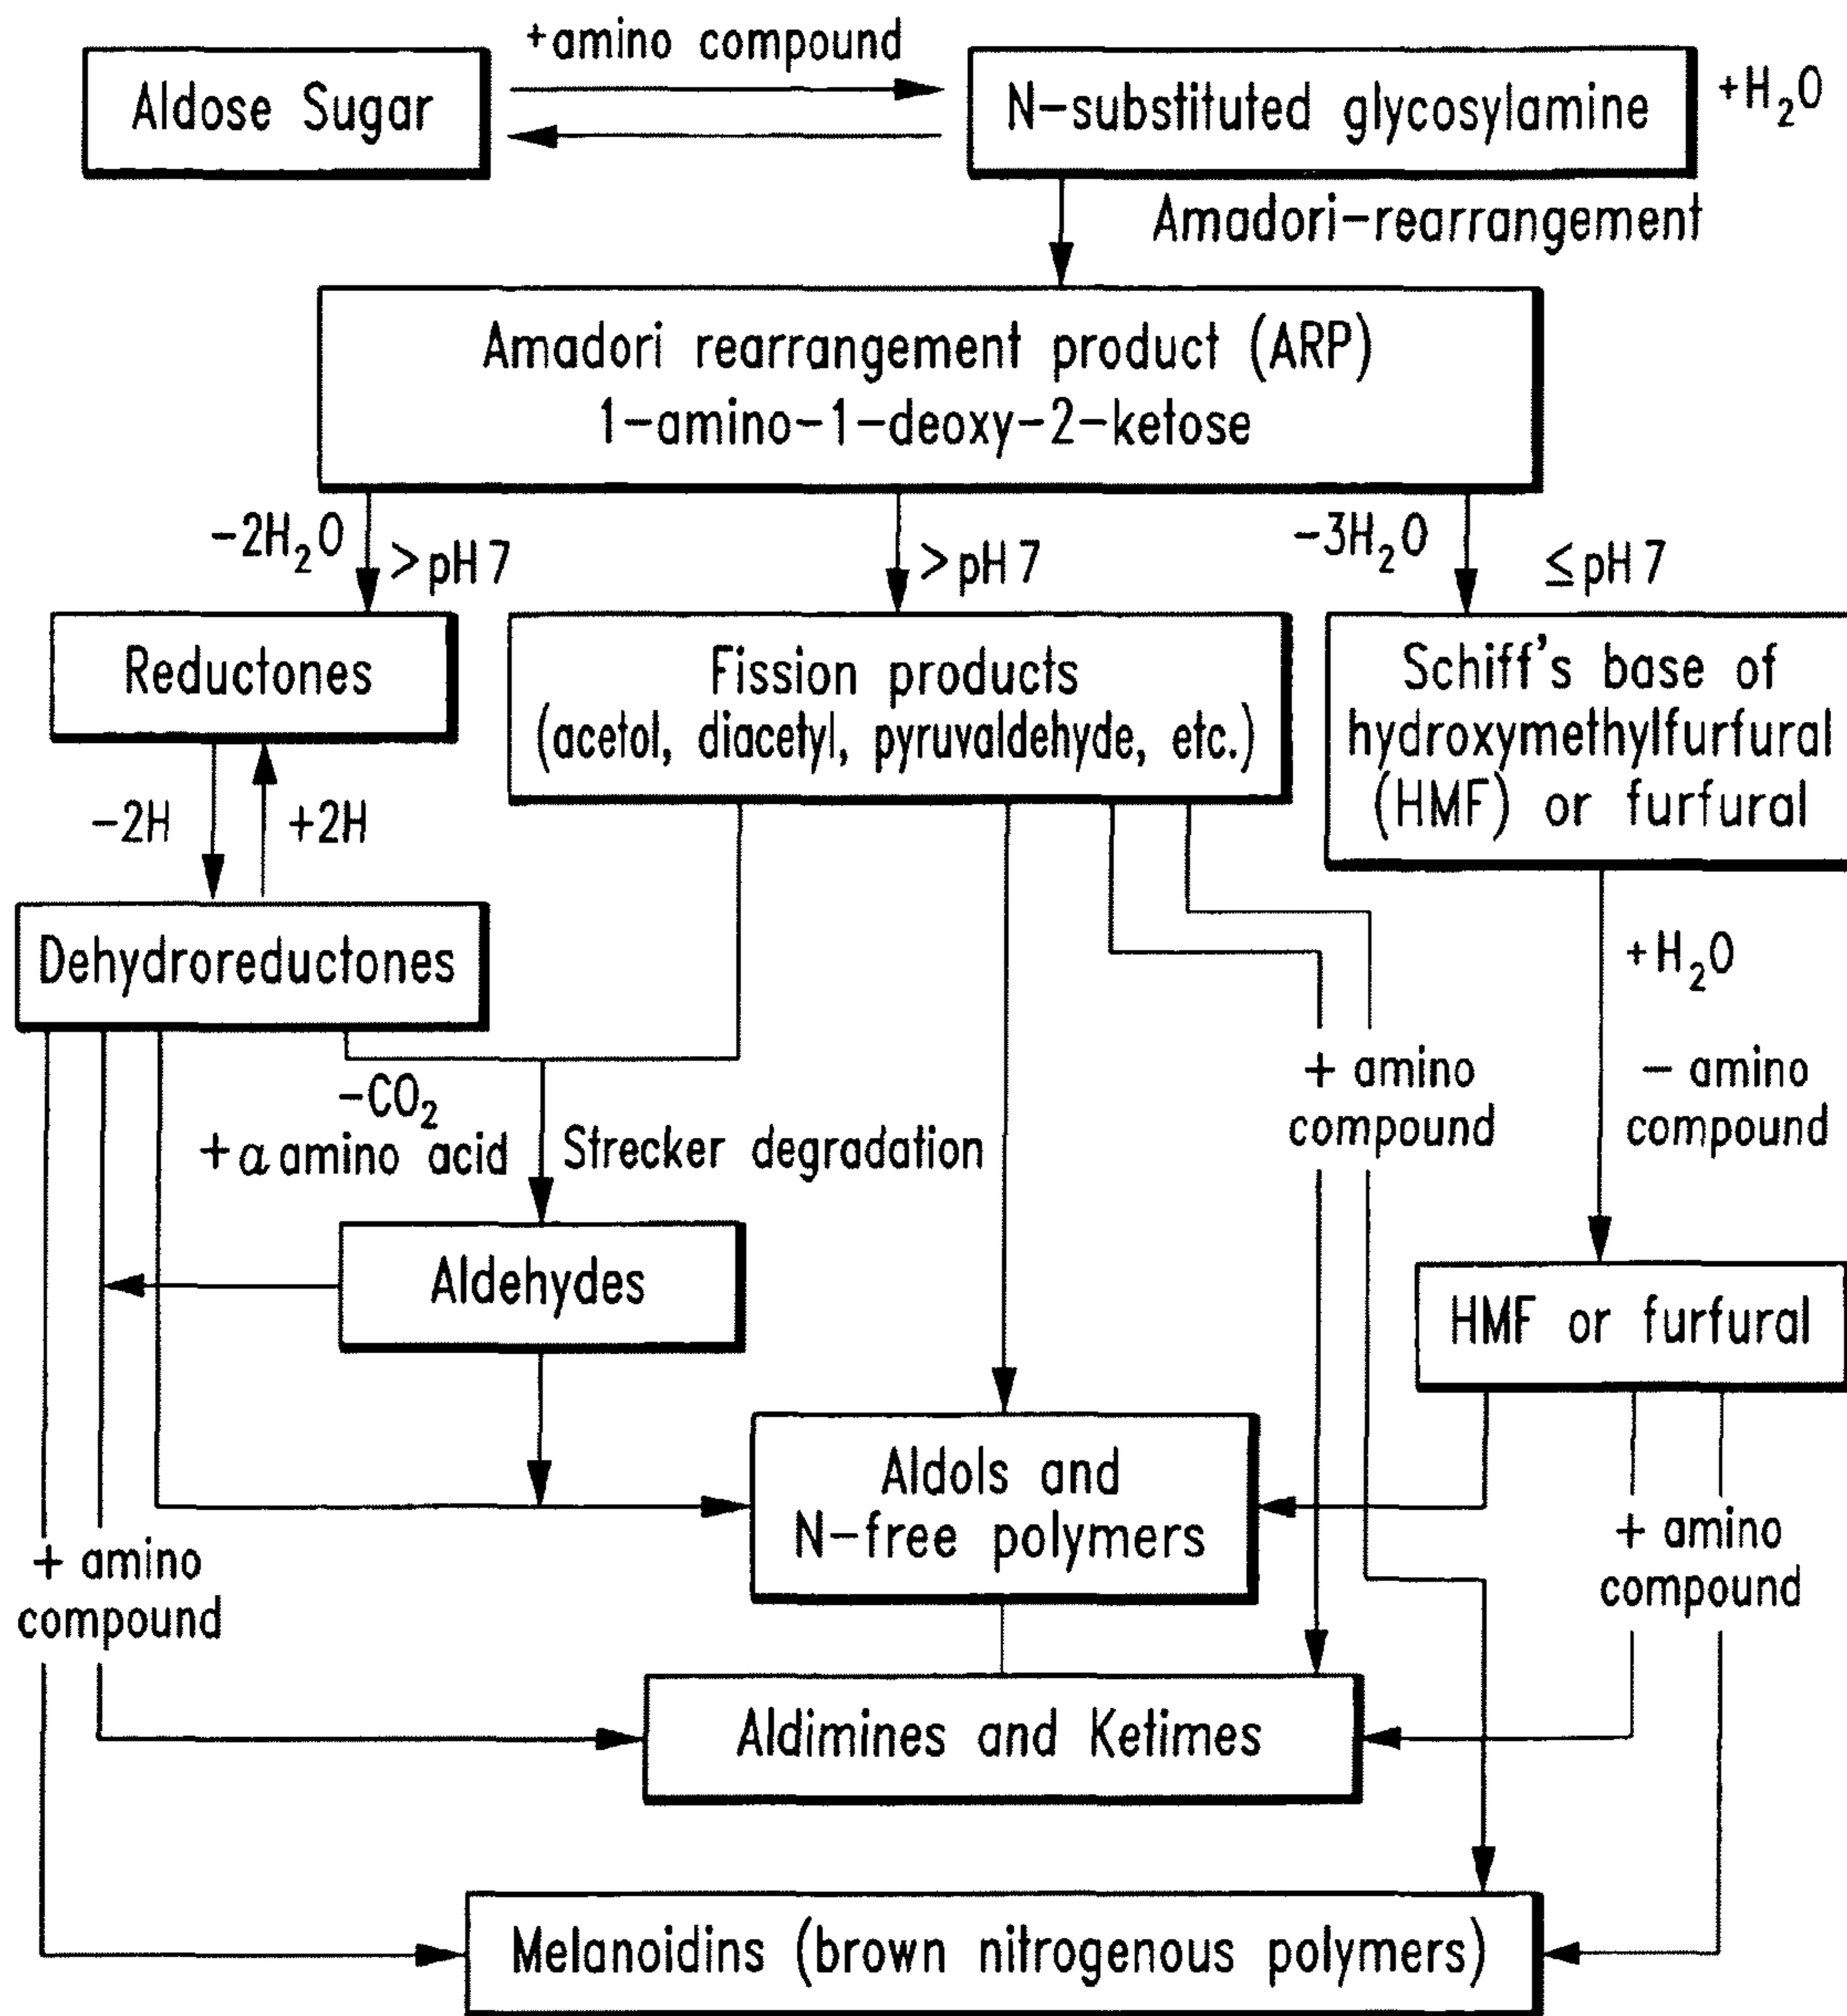 +amino compound
Aldose Sugar
N-substituted glycosylamine
+H₂O
Amadori-rearrangement
Amadori rearrangement product (ARP)
1-amino-1-deoxy-2-ketose
-2H₂O
>pH 7
>pH 7
-3H₂O
≤pH 7
Reductones
Fission products
(acetol, diacetyl, pyruvaldehyde, etc.)
Schiff's base of
hydroxymethylfurfural
(HMF) or furfural
-2H
+2H
Dehydroreductones
+H₂O
-CO₂
+α amino acid
Strecker degradation
+ amino
compound
- amino
compound
Aldehydes
HMF or furfural
Aldols and
N-free polymers
+ amino
compound
+ amino
compound
Aldimines and Ketimes
Melanoidins (brown nitrogenous polymers)